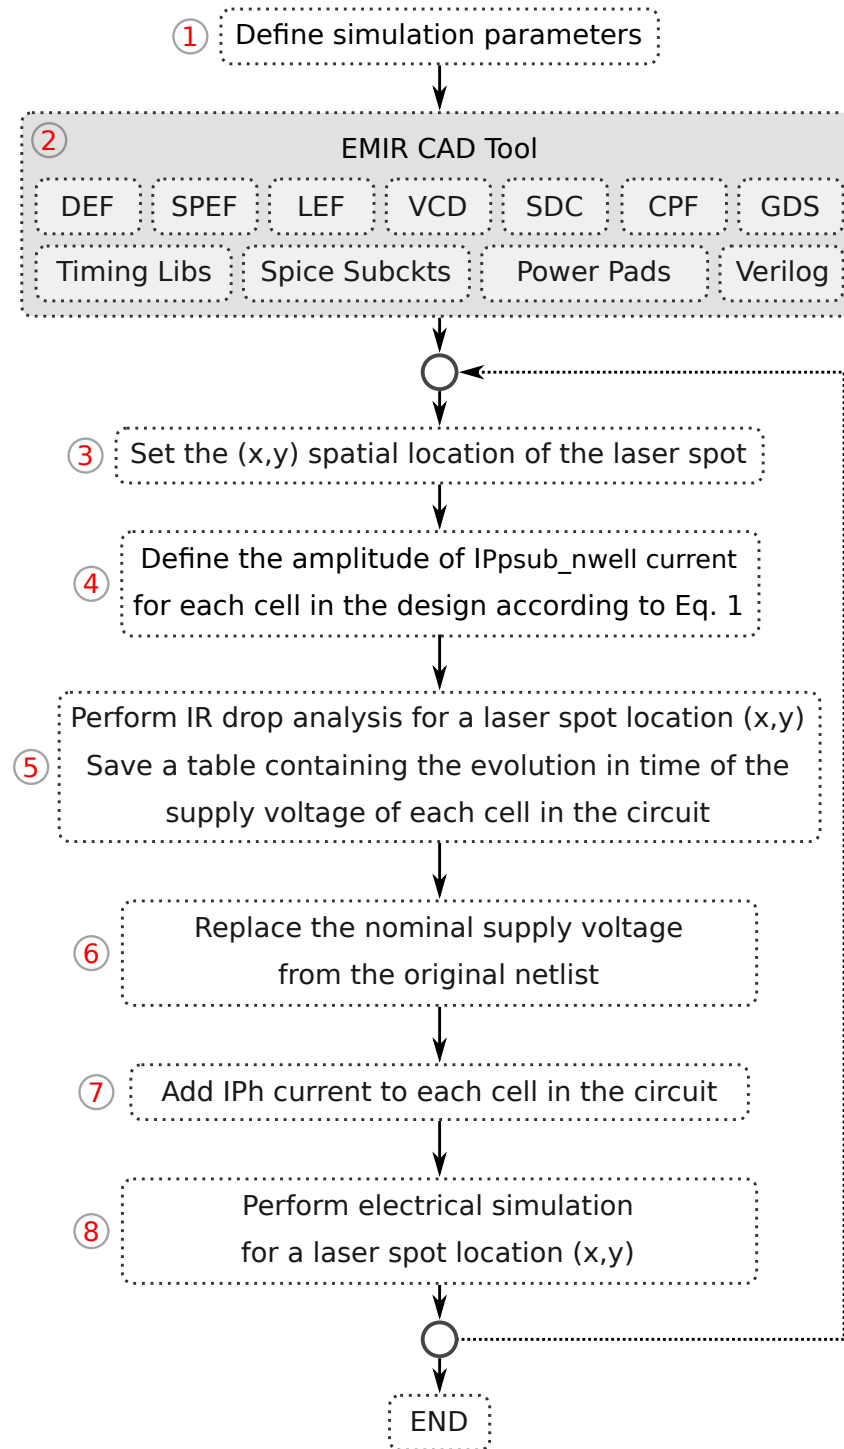 1 Define simulation parameters
2 EMIR CAD Tool
DEF SPEF LEF VCD SDC CPF GDS
Timing Libs Spice Subckts Power Pads Verilog
3 Set the (x,y) spatial location of the laser spot
Define the amplitude of IPpsub_nwell current
4
for each cell in the design according to Eq. 1
Perform IR drop analysis for a laser spot location (x,y)
5 Save a table containing the evolution in time of the
supply voltage of each cell in the circuit
Replace the nominal supply voltage
6
from the original netlist
7 Add IPh current to each cell in the circuit
Perform electrical simulation
8
for a laser spot location (x,y)
END